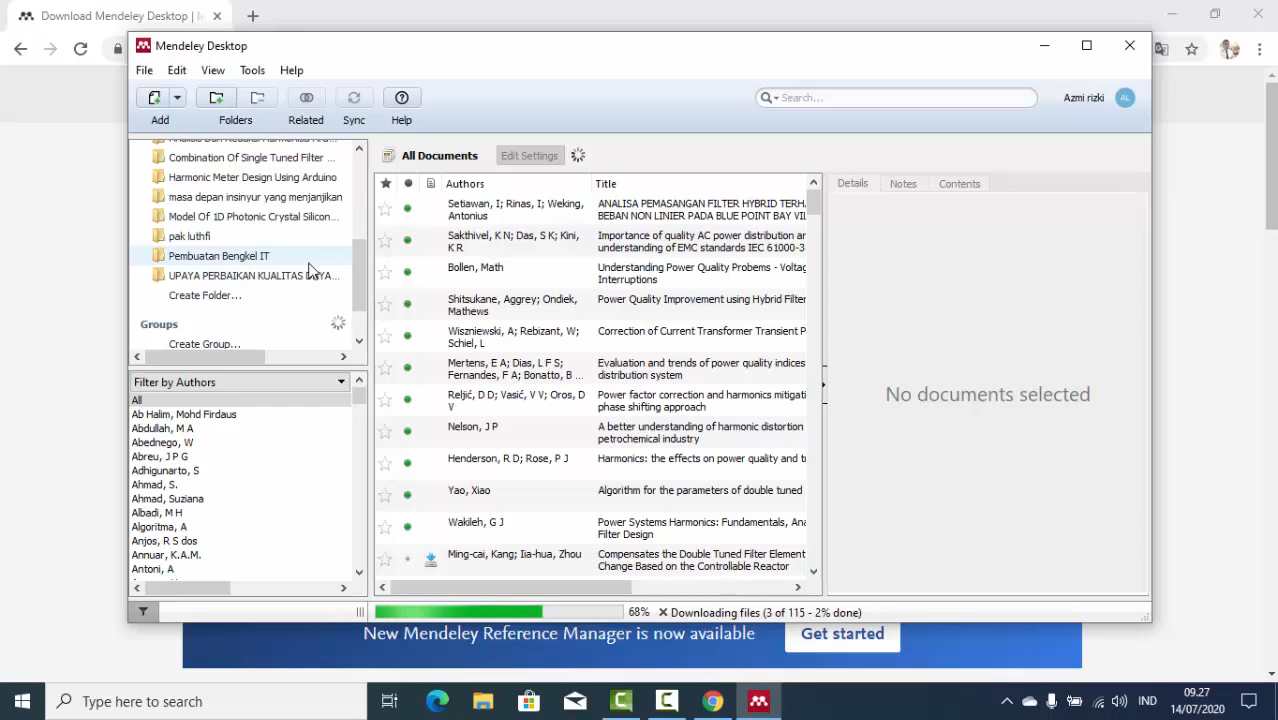 Download Mendeley Desktop |
Mendeley Desktop
File Edit View Tools Help
Search...
Azmi rizki AL
Add Folders Related Sync Help
Combination Of Single Tuned Filter ...
Harmonic Meter Design Using Arduino
masa depan insinyur yang menjanjikan
Model Of 1D Photonic Crystal Silicon...
pak luthfi
Pembuatan Bengkel IT
UPAYA PERBAIKAN KUALITAS DAYA...
Create Folder...
Groups
Create Group...
Filter by Authors
All
Ab Halim, Mohd Firdaus
Abdullah, M A
Abednego, W
Abreu, J P G
Adhigunarto, S
Ahmad, S.
Ahmad, Suziana
Albadi, M H
Algoritma, A
Anjos, R S dos
Annuar, K.A.M.
Antoni, A
All Documents Edit Settings
Authors Title
Setiawan, I; Rinas, I; Weking, Antonius
ANALISA PEMASANGAN FILTER HYBRID TERHA
BEBAN NON LINIER PADA BLUE POINT BAY VIL
Sakthivel, K N; Das, S K; Kini, K R
Importance of quality AC power distribution and
understanding of EMC standards IEC 61000-3
Bollen, Math
Understanding Power Quality Probems - Voltag
Interruptions
Shitsukane, Aggrey; Ondiek, Mathews
Power Quality Improvement using Hybrid Filter
Wiszniewski, A; Rebizant, W; Schiel, L
Correction of Current Transformer Transient P
Mertens, E A; Dias, L F S; Fernandes, F A; Bonatto, B ...
Evaluation and trends of power quality indices
distribution system
Reljić, D D; Vasić, V V; Oros, D V
Power factor correction and harmonics mitigati
phase shifting approach
Nelson, J P
A better understanding of harmonic distortion
petrochemical industry
Henderson, R D; Rose, P J
Harmonics: the effects on power quality and tr
Yao, Xiao
Algorithm for the parameters of double tuned
Wakileh, G J
Power Systems Harmonics: Fundamentals, Ana
Filter Design
Ming-cai, Kang; Iia-hua, Zhou
Compensates the Double Tuned Filter Element
Change Based on the Controllable Reactor
Details Notes Contents
No documents selected
68% Downloading files (3 of 115 - 2% done)
New Mendeley Reference Manager is now available Get started
Type here to search
IND
09.27
14/07/2020